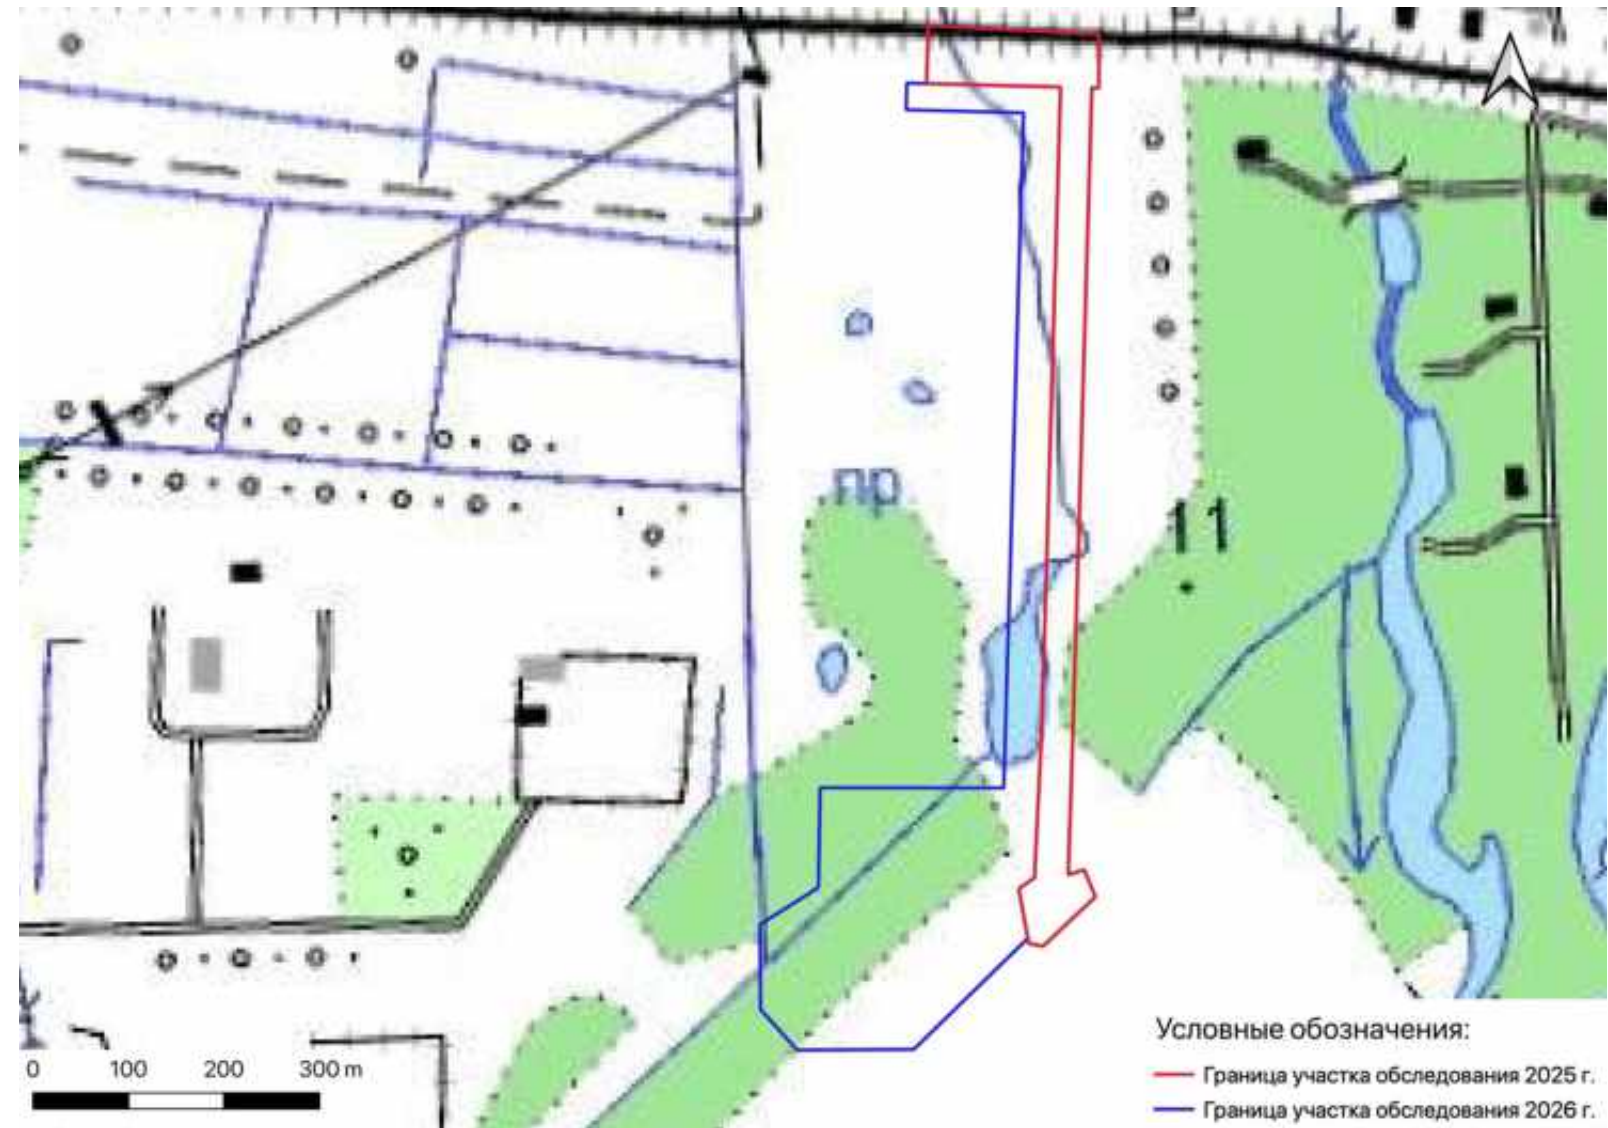 пр
11
0 100 200 300 m
Условные обозначения:
Граница участка обследования 2025 г.
Граница участка обследования 2026 г.